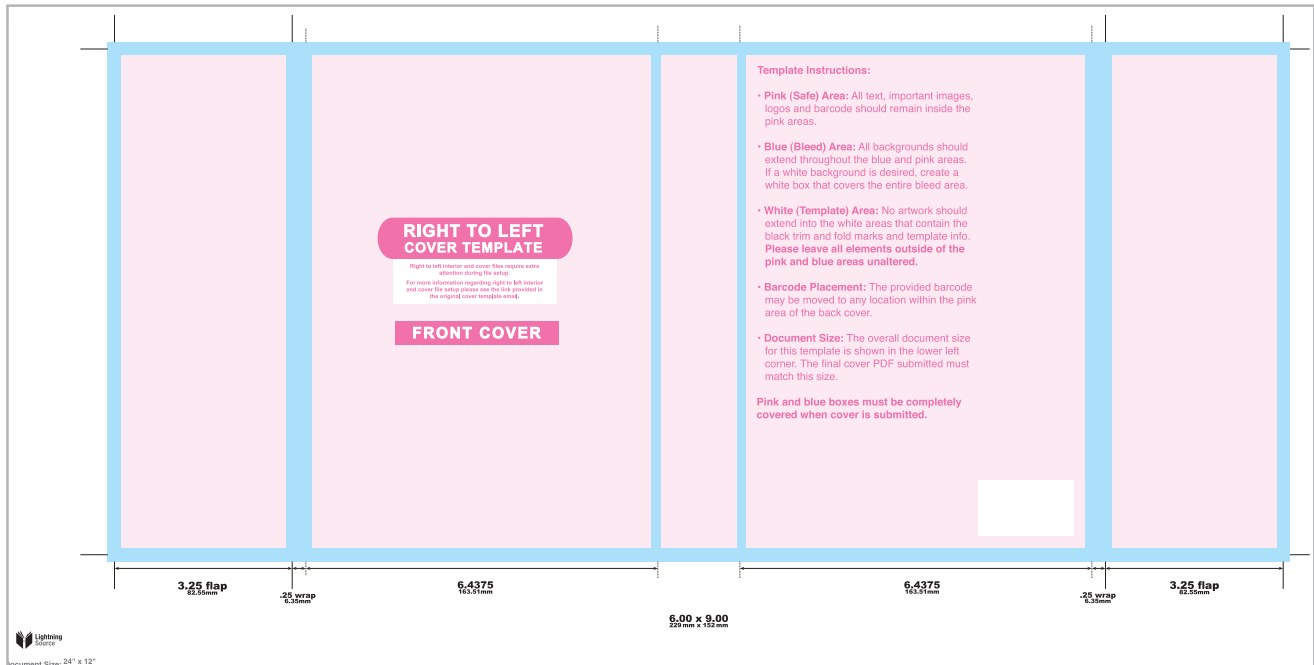 Template Instructions:
• Pink (Safe) Area: All text, important images,
logos and barcode should remain inside the
pink areas.
• Blue (Bleed) Area: All backgrounds should
extend throughout the blue and pink areas.
If a white background is desired, create a
white box that covers the entire bleed area.
• White (Template) Area: No artwork should
extend into the white areas that contain the
black trim and fold marks and template info.
Please leave all elements outside of the
pink and blue areas unaltered.
• Barcode Placement: The provided barcode
may be moved to any location within the pink
area of the back cover.
• Document Size: The overall document size
for this template is shown in the lower left
corner. The final cover PDF submitted must
match this size.
Pink and blue boxes must be completely
covered when cover is submitted.
RIGHT TO LEFT
COVER TEMPLATE
Right to left interior and cover files require extra
attention during file setup.
For more information regarding right to left interior
and cover file setup please see the link provided in
the original cover template email.
FRONT COVER
3.25 flap
82.55mm
.25 wrap
6.35mm
6.4375
163.51mm
6.4375
163.51mm
.25 wrap
6.35mm
3.25 flap
82.55mm
6.00 x 9.00
229mm x 152mm
Lightning
Source
ocument Size: 24" x 12"